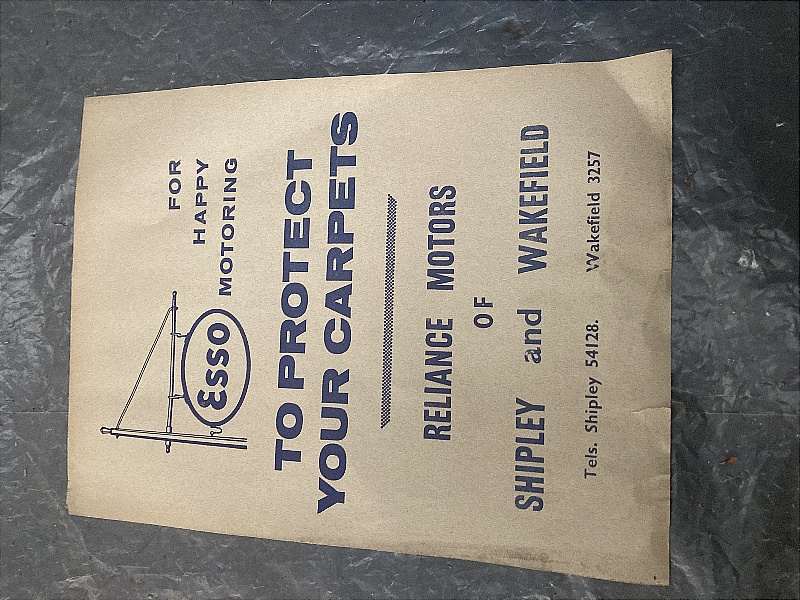 Esso
FOR
HAPPY
MOTORING
TO PROTECT
YOUR CARPETS
RELIANCE MOTORS
OF
SHIPLEY and WAKEFIELD
Tels. Shipley 54128. Wakefield 3257